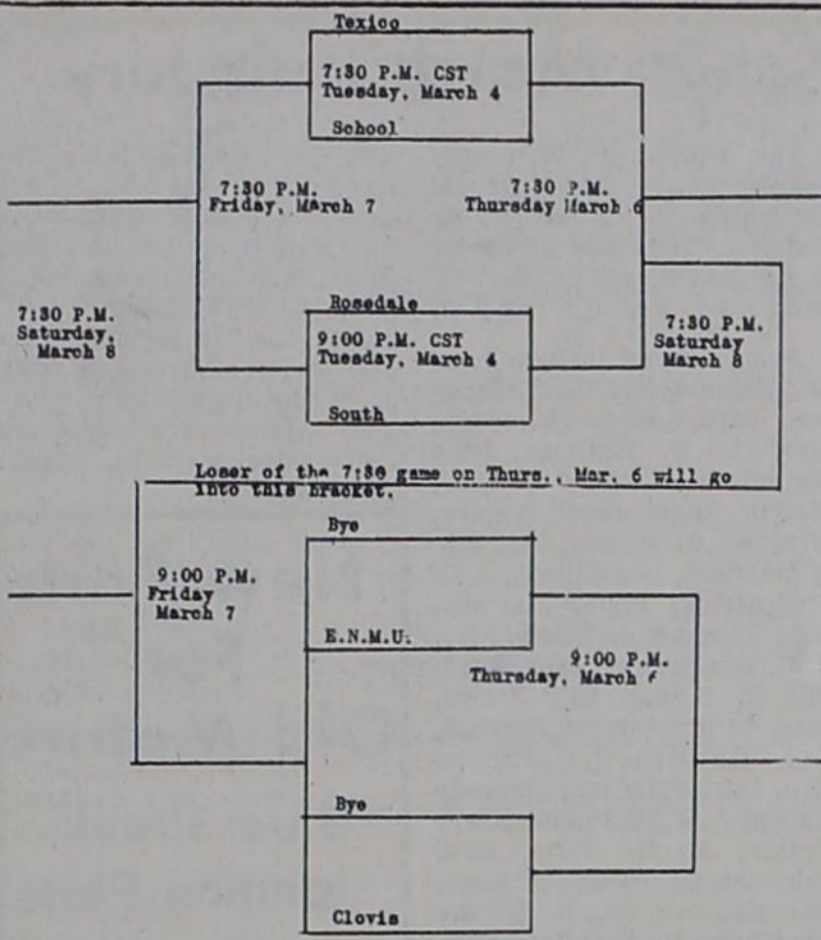 Texico
7:30 P.M. CST
Tuesday, March 4
School
7:30 P.M.
Friday, March 7
7:30 P.M.
Thursday March 6
7:30 P.M.
Saturday,
March 8
Rosedale
9:00 P.M. CST
Tuesday, March 4
South
7:30 P.M.
Saturday
March 8
Loser of the 7:30 game on Thurs., Mar. 6 will go
into this bracket.
Bye
9:00 P.M.
Friday
March 7
E.N.M.U.
9:00 P.M.
Thursday, March 6
Bye
Clovis